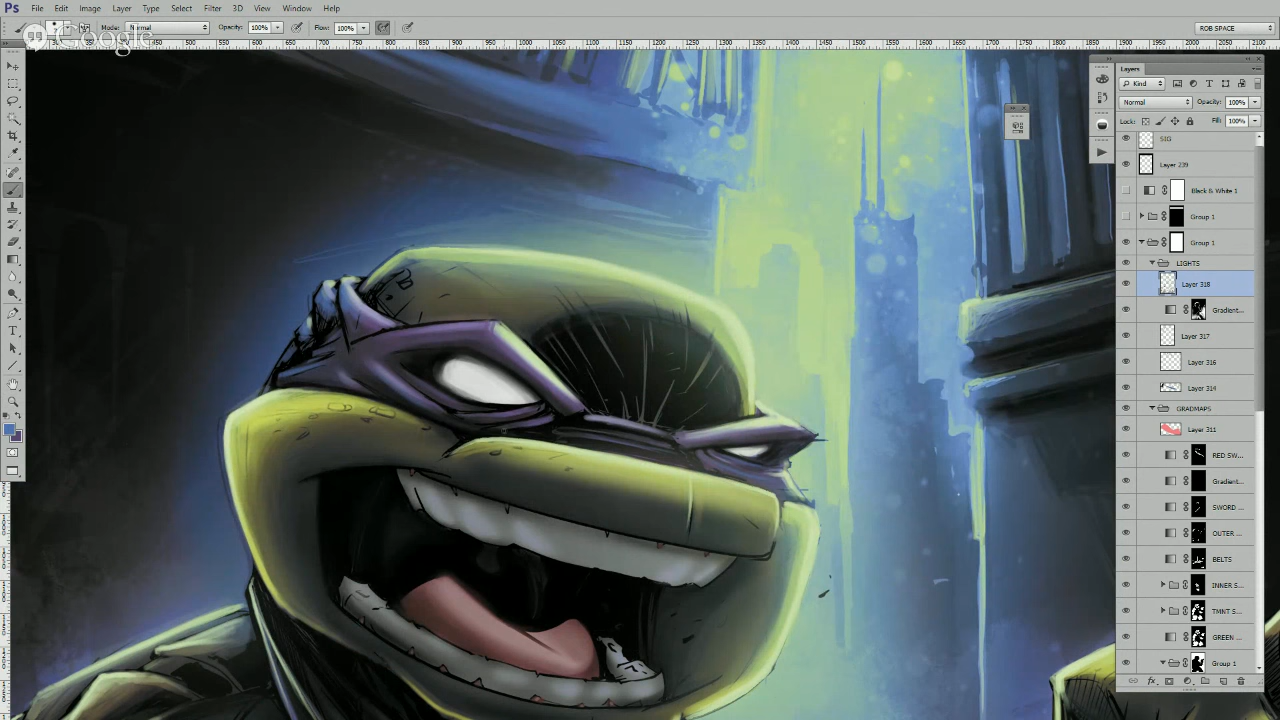 Ps File Edit Image Layer Type Select Filter 3D View Window Help
Mode: Normal Opacity: 100% Flow: 100% ROB SPACE
Google
Layers
Kind
Normal Opacity: 100%
Lock: Fill: 100%
SIG
Layer 239
Black & White 1
Group 1
Group 1
LIGHTS
Layer 318
Gradient...
Layer 317
Layer 316
Layer 314
GRADMAPS
Layer 311
RED SW...
Gradient...
SWORD ...
OUTER ...
BELTS
INNER S...
TMNT S...
GREEN ...
Group 1
fx